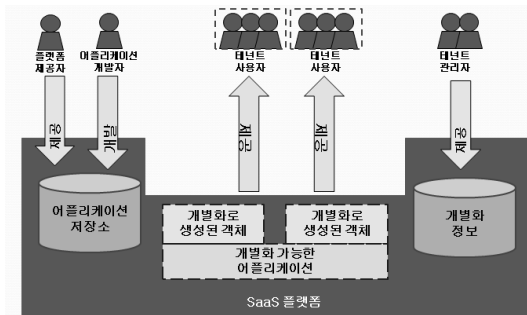 플랫폼
제공자
어플리케이션
개발자
테넌트
사용자
테넌트
사용자
테넌트
관리자
제공
개발
제공
제공
제공
어플리케이션
저장소
개별화로
생성된 객체
개별화로
생성된 객체
개별화 가능한
어플리케이션
개별화
정보
SaaS 플랫폼